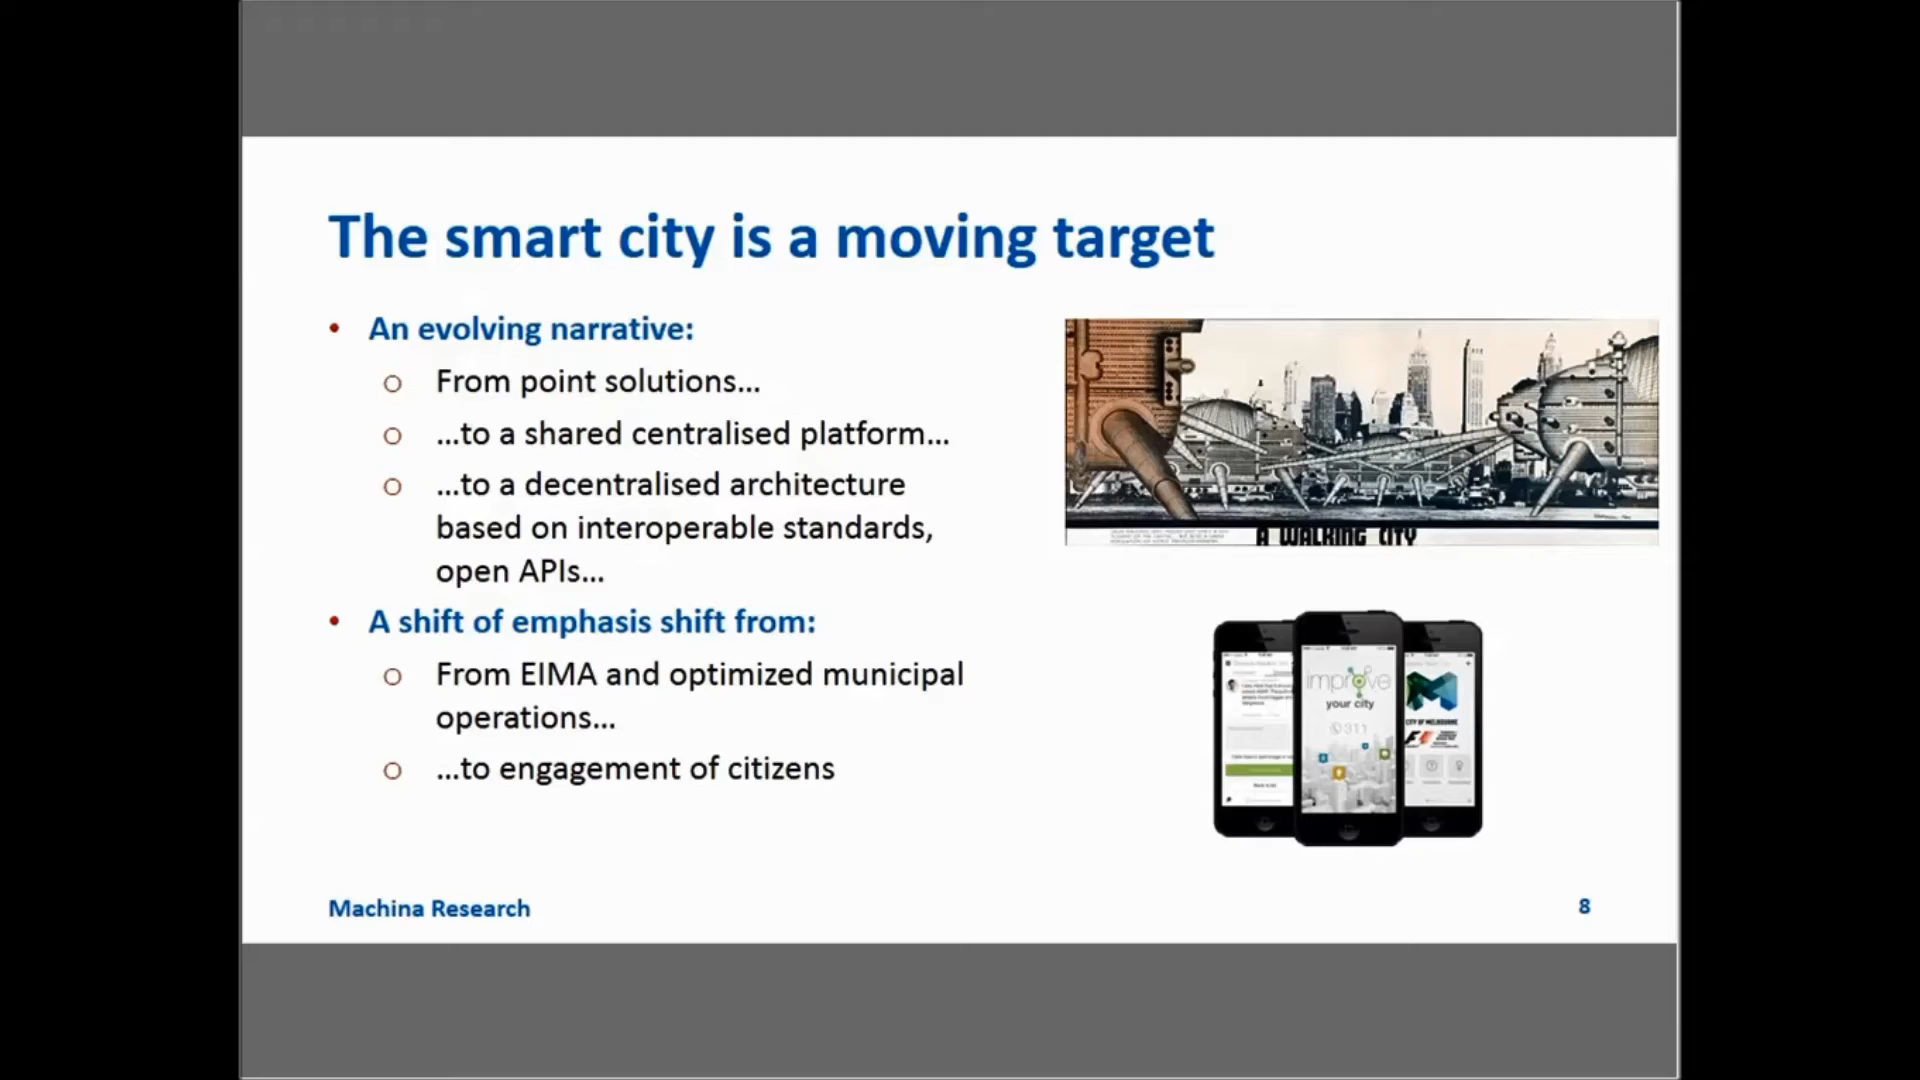 The smart city is a moving target
• An evolving narrative:
o From point solutions...
o ...to a shared centralised platform...
o ...to a decentralised architecture
based on interoperable standards,
open APIs...
• A shift of emphasis shift from:
o From EIMA and optimized municipal
operations...
o ...to engagement of citizens
A WALKING CITY
improve
your city
311
CITY OF MELBOURNE
F1
Machina Research
8